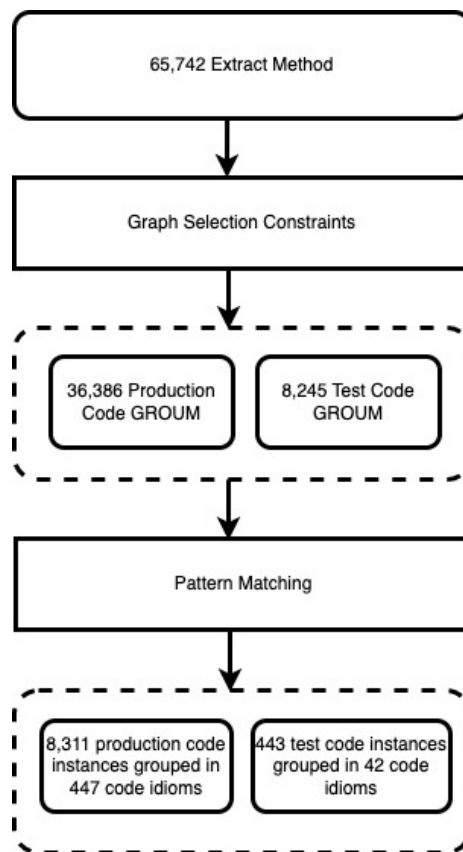 65,742 Extract Method
Graph Selection Constraints
36,386 Production
Code GROUM
8,245 Test Code
GROUM
Pattern Matching
8,311 production code
instances grouped in
447 code idioms
443 test code instances
grouped in 42 code
idioms